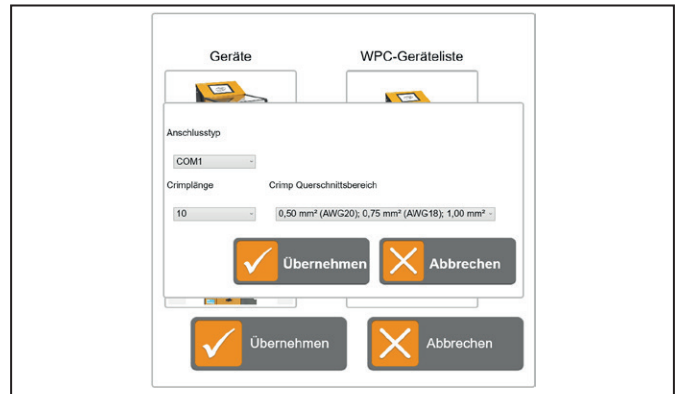 Geräte
WPC-Geräteliste
Anschlusstyp
COM1
Crimplänge
Crimp Querschnittsbereich
10
0,50 mm² (AWG20); 0,75 mm² (AWG18); 1,00 mm²
Übernehmen
Abbrechen
Übernehmen
Abbrechen